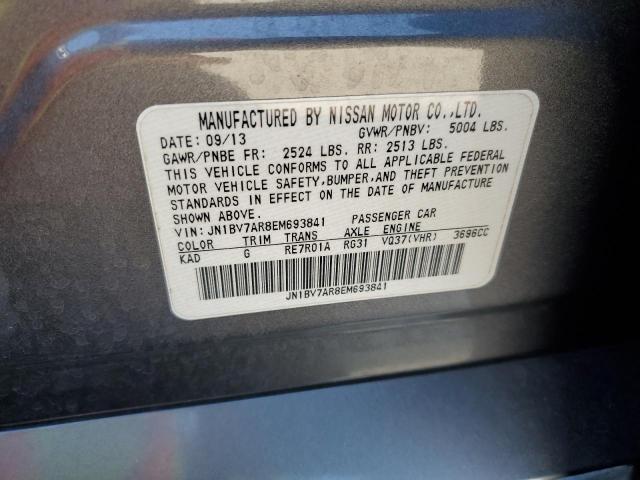 MANUFACTURED BY NISSAN MOTOR CO.,LTD.
DATE: 09/13 GVWR/PNBV: 5004 LBS.
GAWR/PNBE FR: 2524 LBS. RR: 2513 LBS.
THIS VEHICLE CONFORMS TO ALL APPLICABLE FEDERAL
MOTOR VEHICLE SAFETY,BUMPER,AND THEFT PREVENTION
STANDARDS IN EFFECT ON THE DATE OF MANUFACTURE
SHOWN ABOVE.
VIN: JN1BV7AR8EM693841 PASSENGER CAR
COLOR TRIM TRANS AXLE ENGINE
KAD G RE7R01A RG31 VQ37(VHR) 3696CC
JN1BV7AR8EM693841